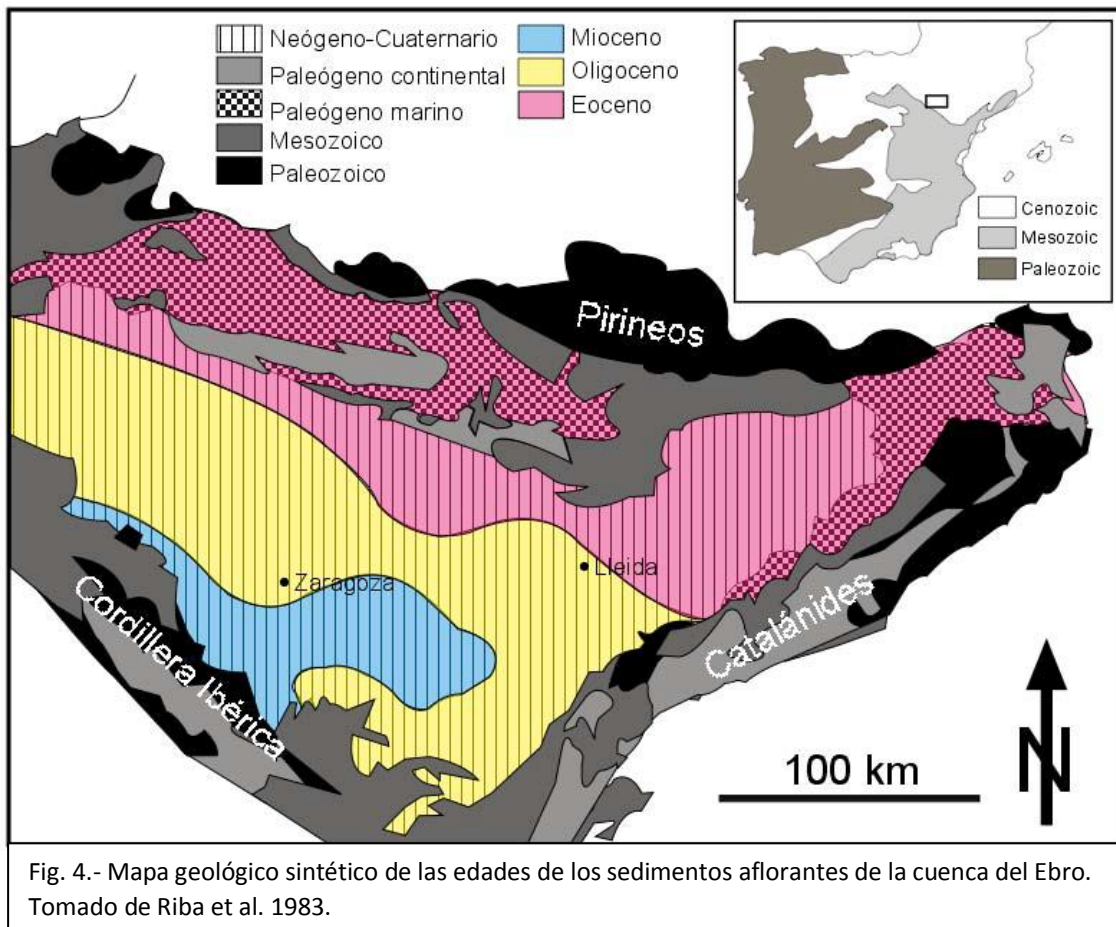 Neógeno-Cuaternario
Paleógeno continental
Paleógeno marino
Mesozoico
Paleozoico
Mioceno
Oligoceno
Eoceno
Cenozoic
Mesozoic
Paleozoic
Pirineos
Zaragoza
Lleida
Cordillera Ibérica
Catalánides
N
100 km
Fig. 4.- Mapa geológico sintético de las edades de los sedimentos aflorantes de la cuenca del Ebro.
Tomado de Riba et al. 1983.